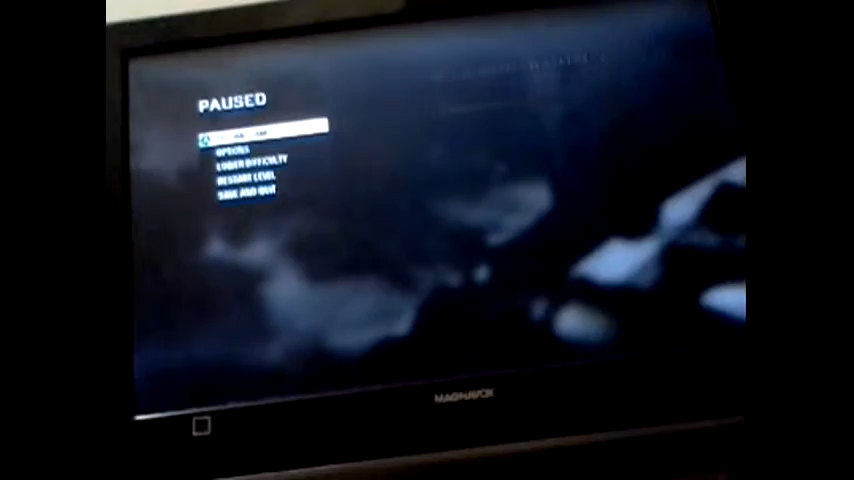 PAUSED
OPTIONS
LOWER DIFFICULTY
RESTART LEVEL
SAVE AND QUIT
MAGNAVOX